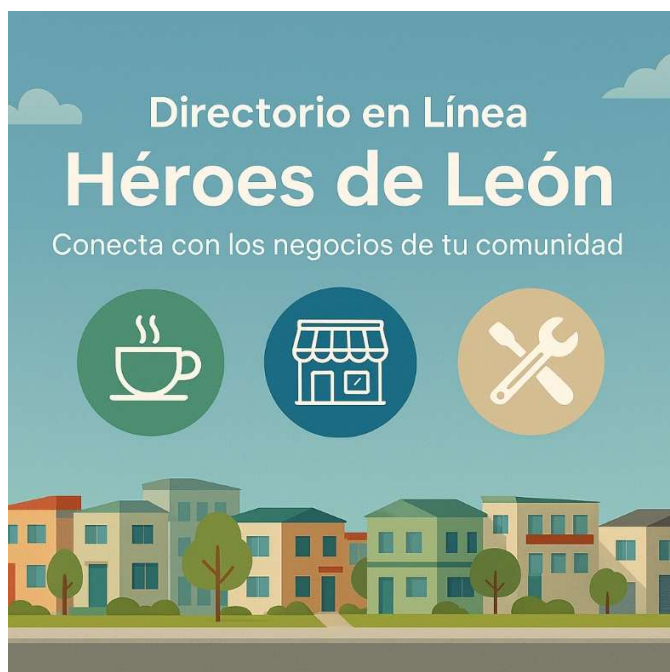 Directorio en Línea
Héroes de León
Conecta con los negocios de tu comunidad